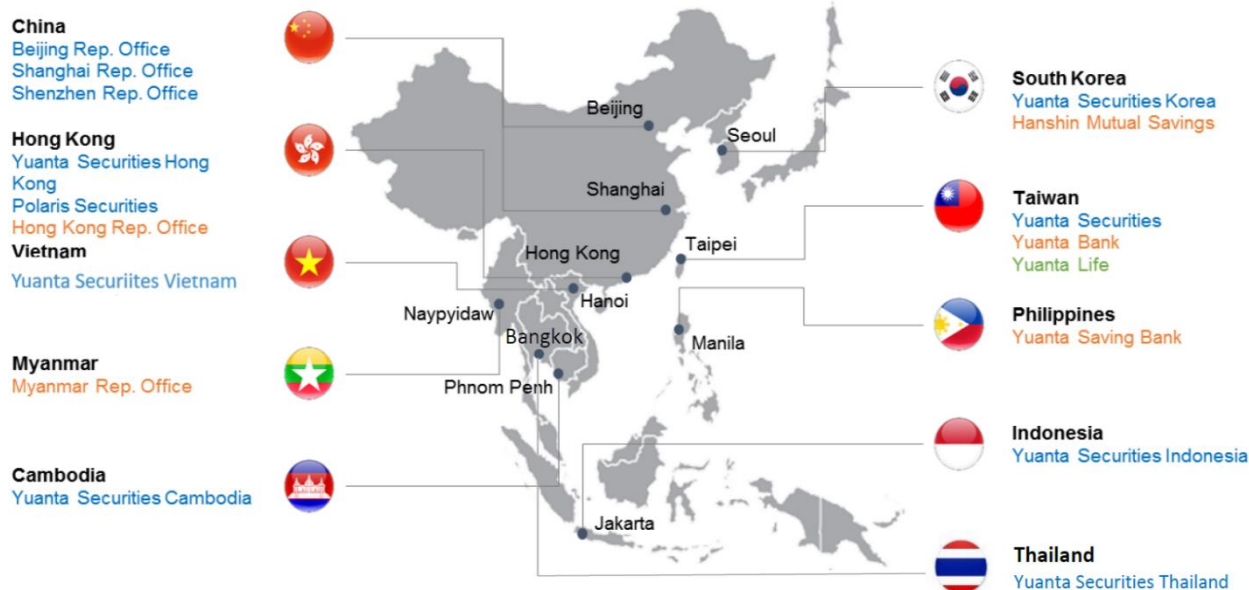 China
Beijing Rep. Office
Shanghai Rep. Office
Shenzhen Rep. Office
Hong Kong
Yuanta Securities Hong
Kong
Polaris Securities
Hong Kong Rep. Office
Vietnam
Yuanta Securiites Vietnam
Myanmar
Myanmar Rep. Office
Cambodia
Yuanta Securities Cambodia
Beijing
Seoul
Shanghai
Taipei
Hong Kong
Hanoi
Naypyidaw
Bangkok
Manila
Phnom Penh
Jakarta
South Korea
Yuanta Securities Korea
Hanshin Mutual Savings
Taiwan
Yuanta Securities
Yuanta Bank
Yuanta Life
Philippines
Yuanta Saving Bank
Indonesia
Yuanta Securities Indonesia
Thailand
Yuanta Securities Thailand